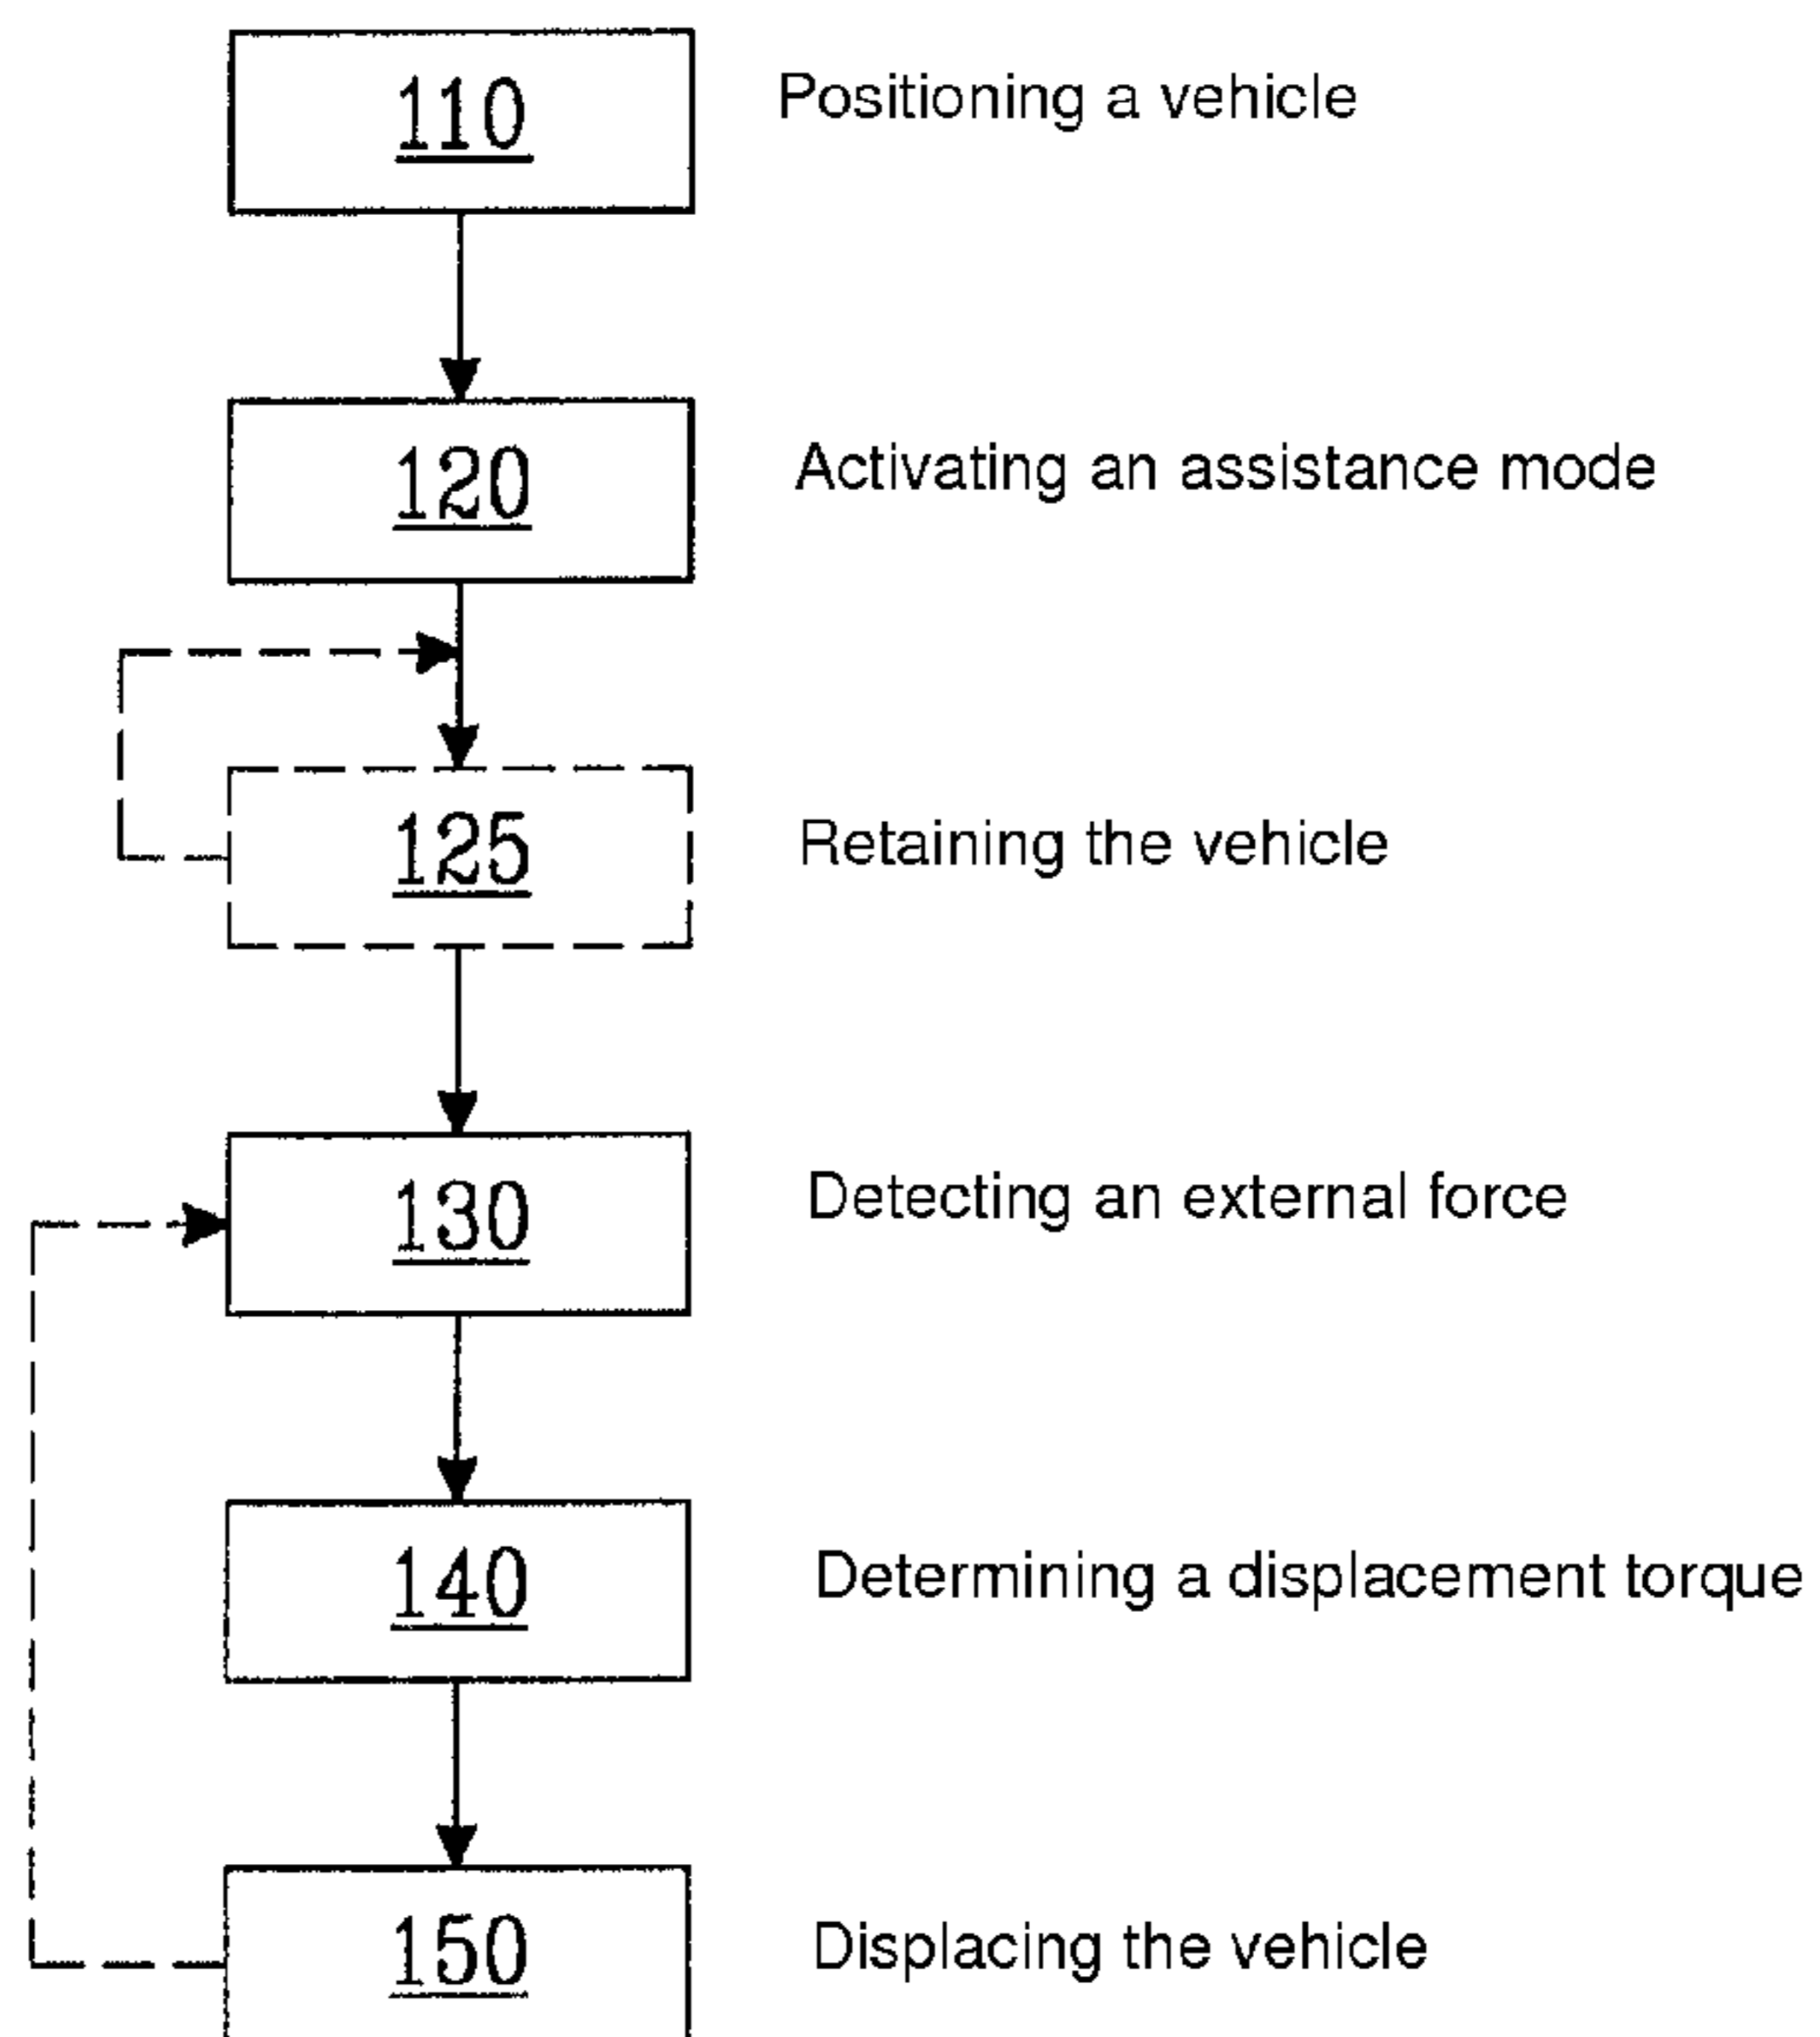 110 Positioning a vehicle
120 Activating an assistance mode
125 Retaining the vehicle
130 Detecting an external force
140 Determining a displacement torque
150 Displacing the vehicle